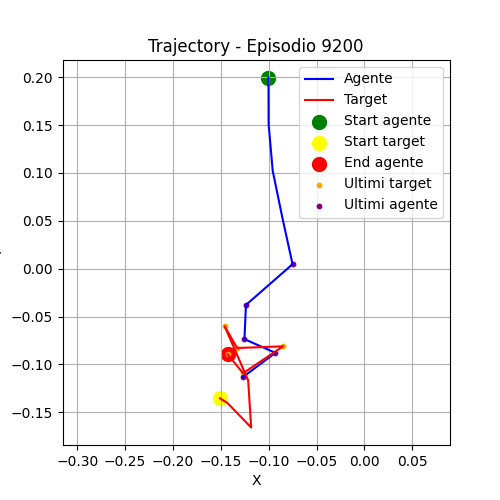 Trajectory - Episodio 9200
Agente
Target
Start agente
Start target
End agente
Ultimi target
Ultimi agente
0.20
0.15
0.10
0.05
0.00
−0.05
−0.10
−0.15
−0.30
−0.25
−0.20
−0.15
−0.10
−0.05
0.00
0.05
X